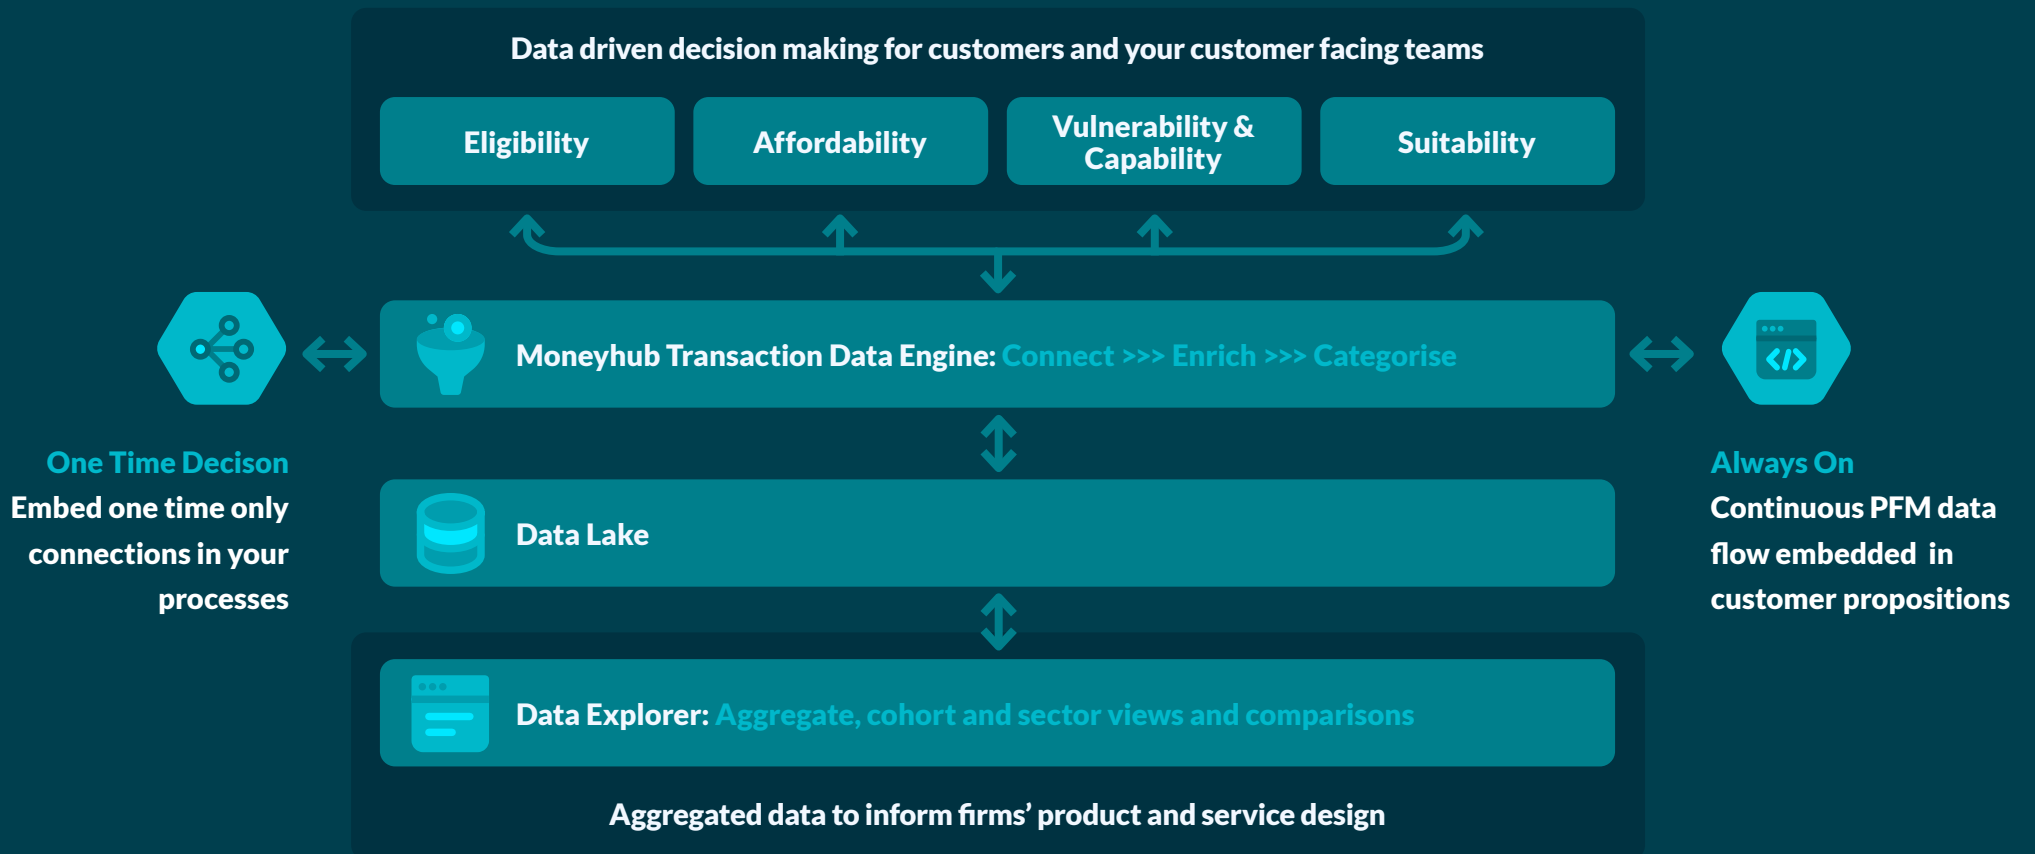 Data driven decision making for customers and your customer facing teams
Eligibility
Affordability
Vulnerability &
Capability
Suitability
Moneyhub Transaction Data Engine: Connect >>> Enrich >>> Categorise
One Time Decison
Embed one time only
connections in your
processes
Always On
Continuous PFM data
flow embedded in
customer propositions
Data Lake
Data Explorer: Aggregate, cohort and sector views and comparisons
Aggregated data to inform firms’ product and service design